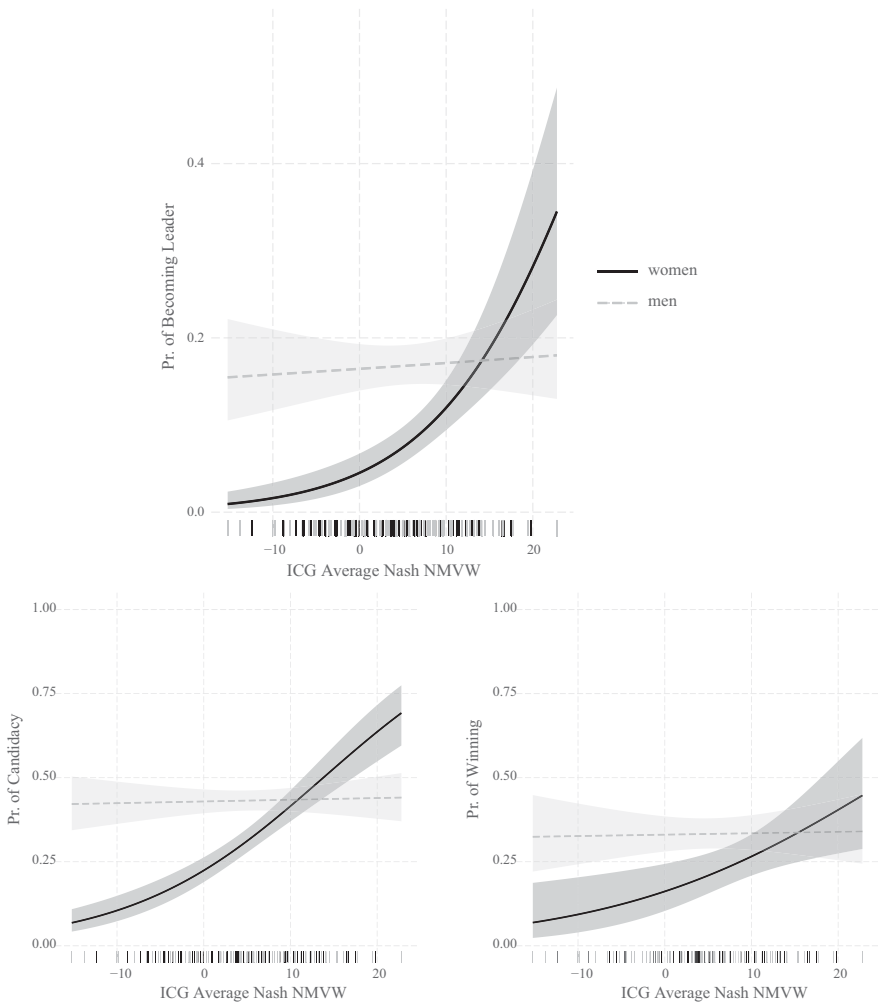 0.4
0.2
0.0
Pr. of Becoming Leader
−10 0 10 20
ICG Average Nash NMVW
women
men
1.00
0.75
0.50
0.25
0.00
Pr. of Candidacy
−10 0 10 20
ICG Average Nash NMVW
1.00
0.75
0.50
0.25
0.00
Pr. of Winning
−10 0 10 20
ICG Average Nash NMVW